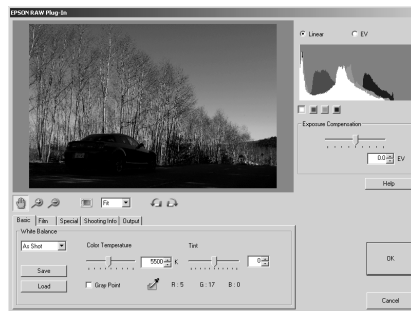 EPSON RAW Plug-In
Linear EV
Exposure Compensation
0.0 EV
Help
Fit
Basic Film Special Shooting Info Output
White Balance
As Shot Color Temperature Tint
5500 K 0
Save
Load Gray Point R : 5 G : 17 B : 0
OK
Cancel